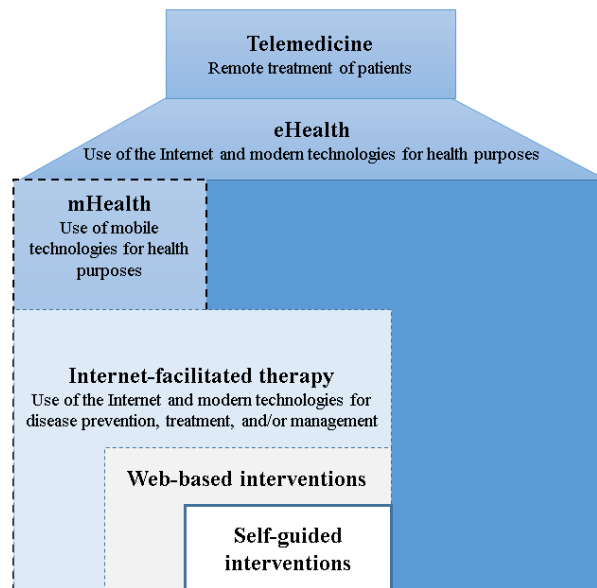 Telemedicine
Remote treatment of patients
eHealth
Use of the Internet and modern technologies for health purposes
mHealth
Use of mobile
technologies for health
purposes
Internet-facilitated therapy
Use of the Internet and modern technologies for
disease prevention, treatment, and/or management
Web-based interventions
Self-guided
interventions